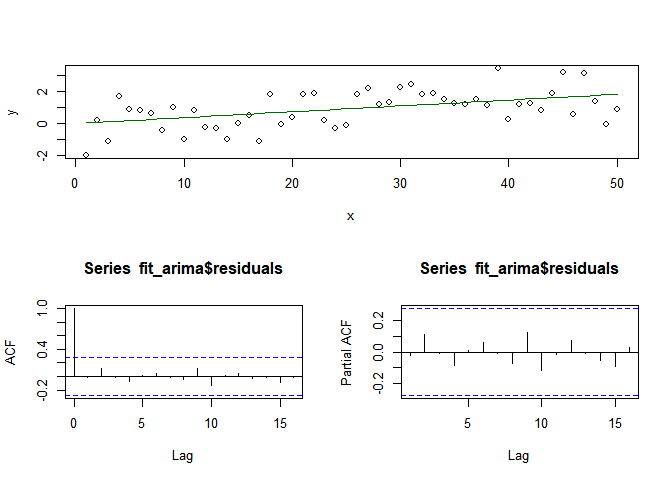 y
2
0
-2
0 10 20 30 40 50
x
Series fit_arima$residuals
ACF
1.0
0.4
-0.2
0 5 10 15
Lag
Series fit_arima$residuals
Partial ACF
0.2
0.0
-0.2
5 10 15
Lag